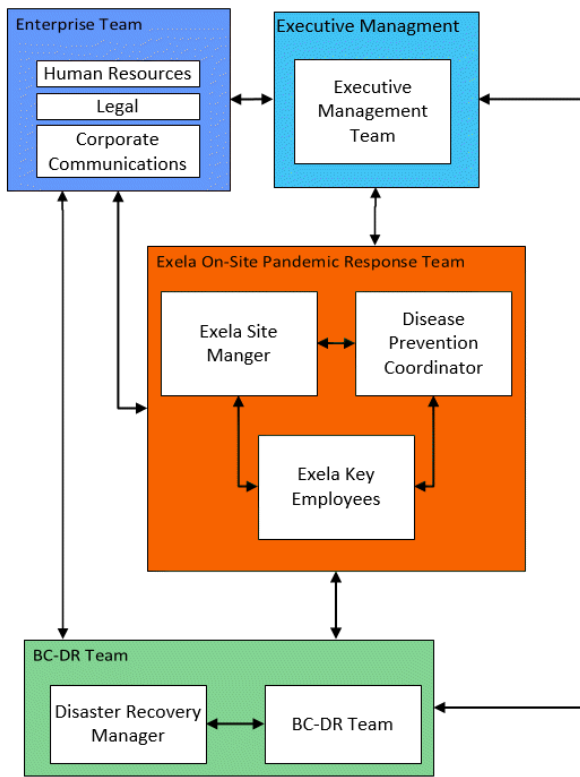 Enterprise Team
Human Resources
Legal
Corporate
Communications
Executive Managment
Executive
Management
Team
Exela On-Site Pandemic Response Team
Exela Site
Manger
Disease
Prevention
Coordinator
Exela Key
Employees
BC-DR Team
Disaster Recovery
Manager
BC-DR Team